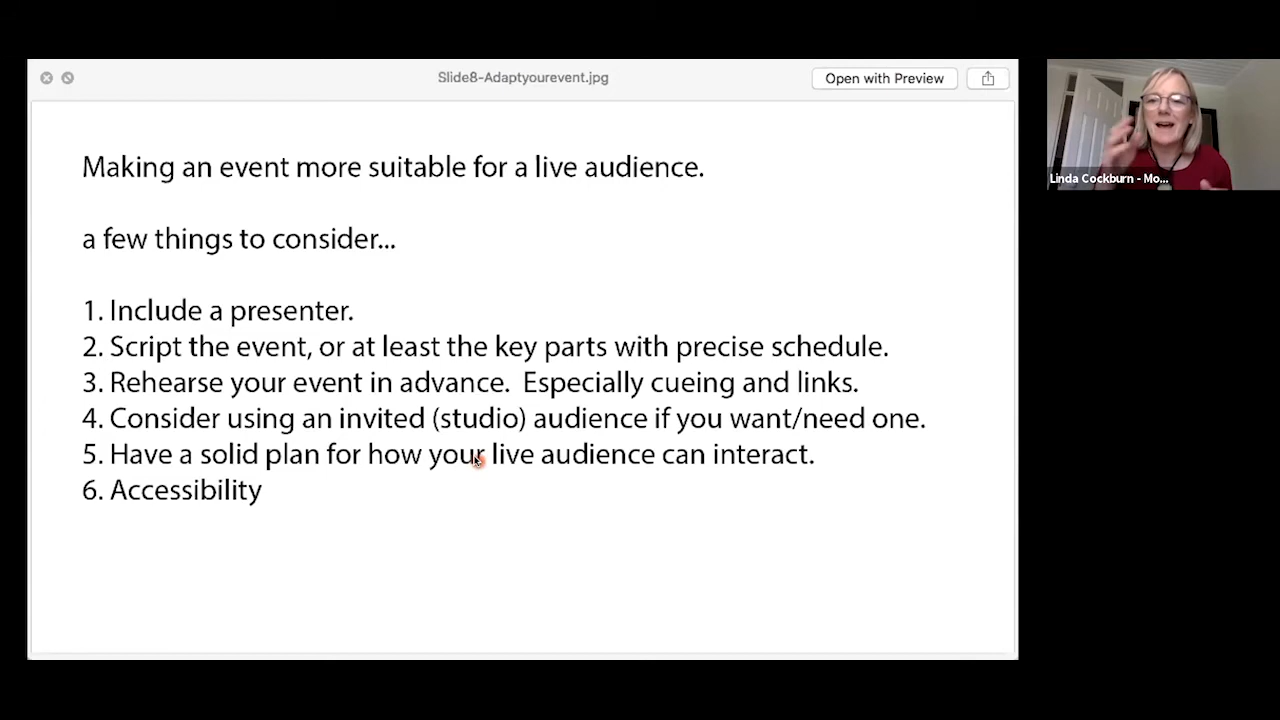 Slide8-Adaptyourevent.jpg
Open with Preview
Making an event more suitable for a live audience.
a few things to consider...
1. Include a presenter.
2. Script the event, or at least the key parts with precise schedule.
3. Rehearse your event in advance.  Especially cueing and links.
4. Consider using an invited (studio) audience if you want/need one.
5. Have a solid plan for how your live audience can interact.
6. Accessibility
Linda Cockburn - Mo...